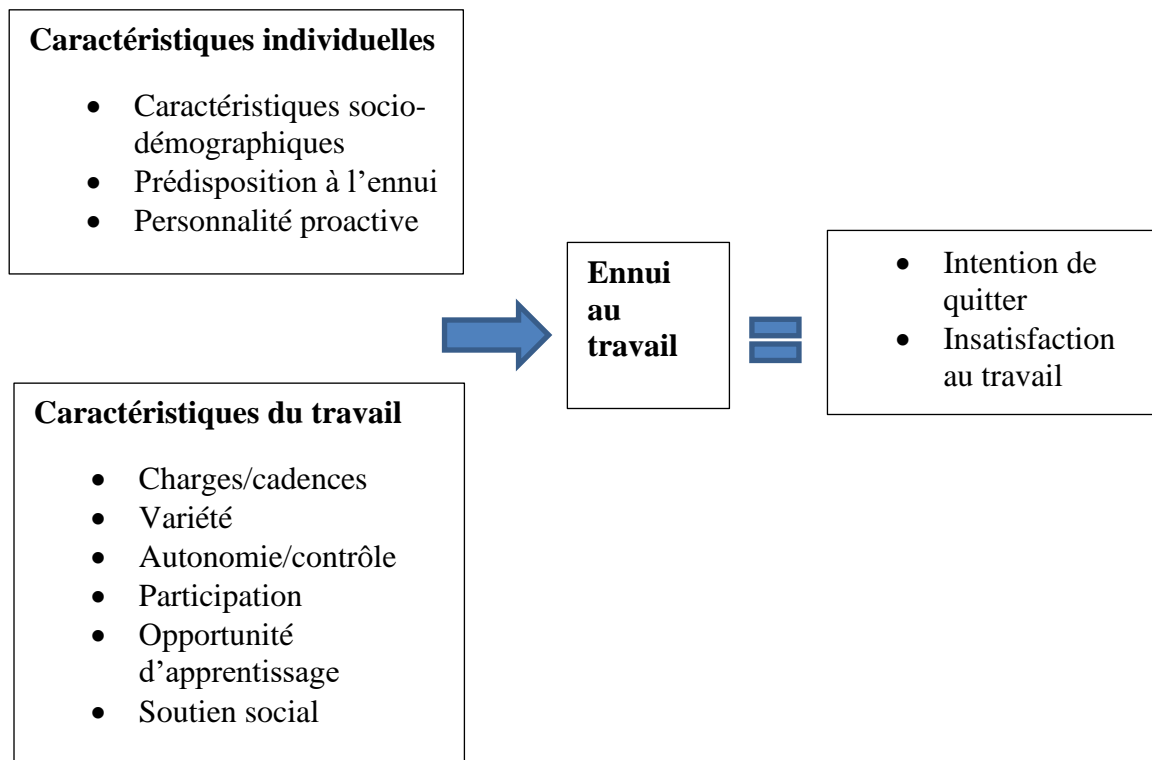 Caractéristiques individuelles
• Caractéristiques socio-
démographiques
• Prédisposition à l’ennui
• Personnalité proactive
Caractéristiques du travail
• Charges/cadences
• Variété
• Autonomie/contrôle
• Participation
• Opportunité
d’apprentissage
• Soutien social
Ennui
au
travail
• Intention de
quitter
• Insatisfaction
au travail